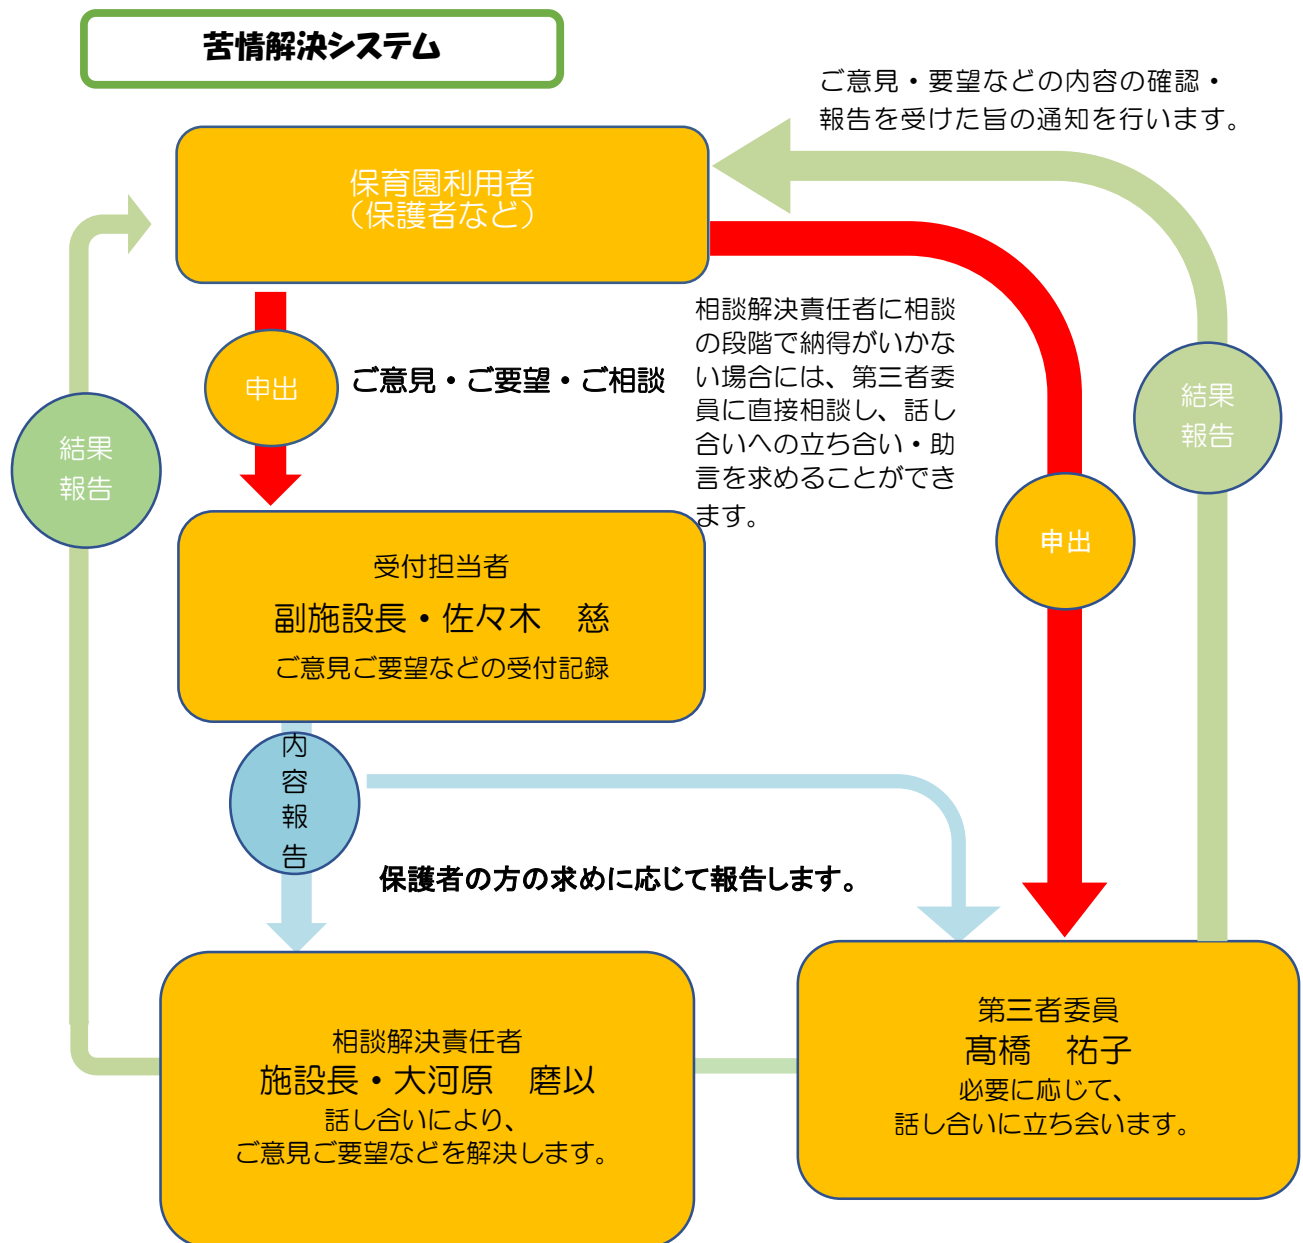 苦情解決システム
ご意見・要望などの内容の確認・
報告を受けた旨の通知を行います。
保育園利用者
（保護者など）
申出
ご意見・ご要望・ご相談
相談解決責任者に相談
の段階で納得がいかな
い場合には、第三者委
員に直接相談し、話し
合いへの立ち合い・助
言を求めることができ
ます。
結果
報告
結果
報告
申出
受付担当者
副施設長・佐々木　慈
ご意見ご要望などの受付記録
内
容
報
告
保護者の方の求めに応じて報告します。
相談解決責任者
施設長・大河原　磨以
話し合いにより、
ご意見ご要望などを解決します。
第三者委員
髙橋　祐子
必要に応じて、
話し合いに立ち会います。